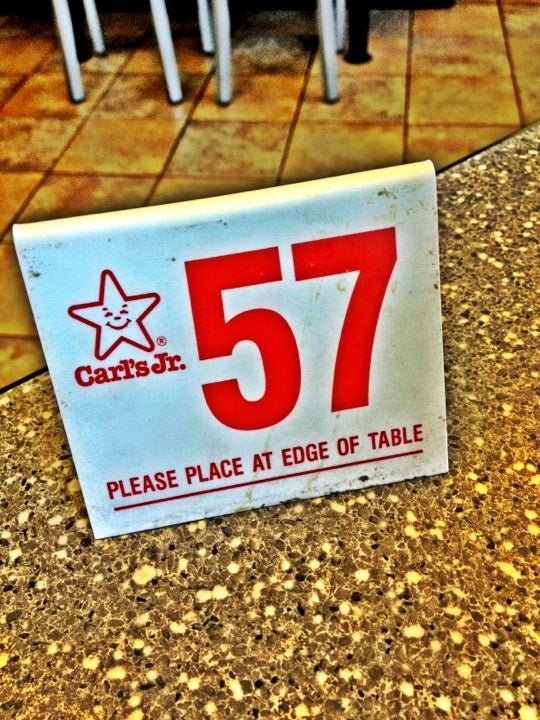 57
Carl's Jr.®
PLEASE PLACE AT EDGE OF TABLE